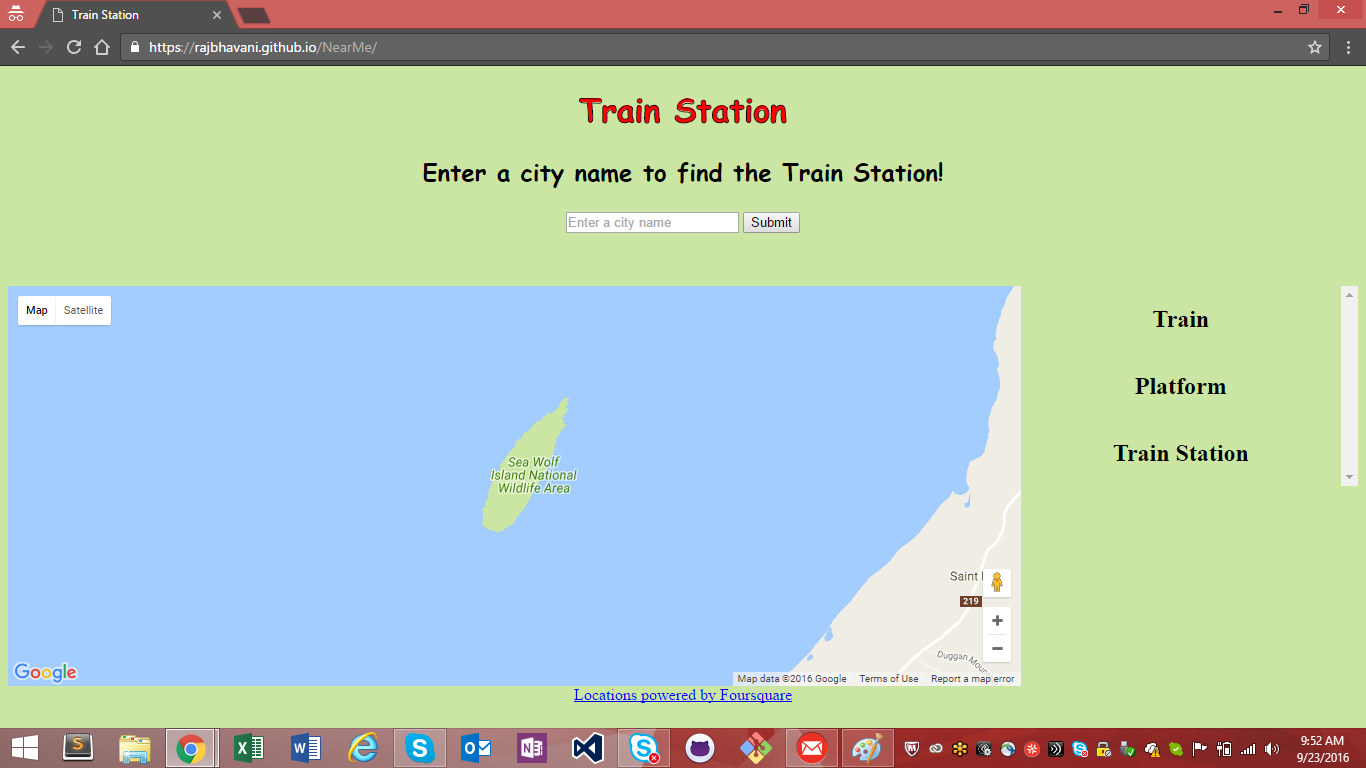 Train Station
https://rajbhavani.github.io/NearMe/
Train Station
Enter a city name to find the Train Station!
Enter a city name
Submit
Map
Satellite
Train
Platform
Train Station
Sea Wolf
Island National
Wildlife Area
Saint
219
Duggan
Google
Map data ©2016 Google
Terms of Use
Report a map error
Locations powered by Foursquare
9:52 AM
9/23/2016